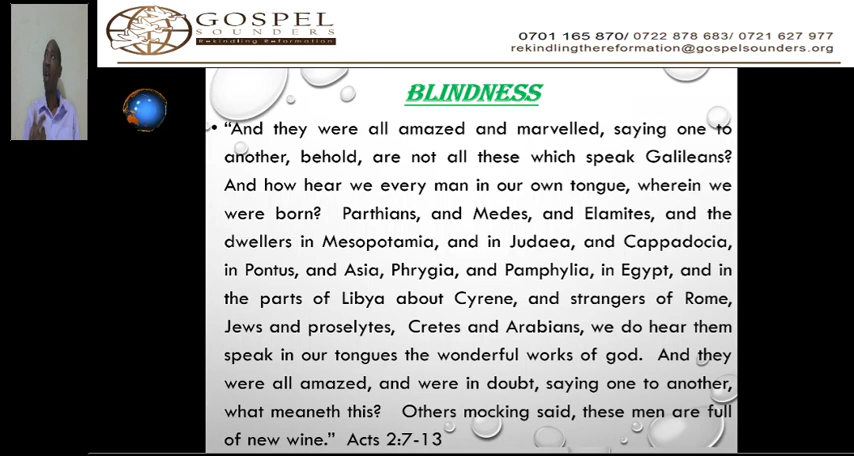 GOSPEL
SOUNDERS
Rekindling Reformation
0701 165 870/ 0722 878 683/ 0721 627 977
rekindlingthereformation@gospelsounders.org
BLINDNESS
• “And they were all amazed and marvelled, saying one to
another, behold, are not all these which speak Galileans?
And how hear we every man in our own tongue, wherein we
were born? Parthians, and Medes, and Elamites, and the
dwellers in Mesopotamia, and in Judaea, and Cappadocia,
in Pontus, and Asia, Phrygia, and Pamphylia, in Egypt, and in
the parts of Libya about Cyrene, and strangers of Rome,
Jews and proselytes, Cretes and Arabians, we do hear them
speak in our tongues the wonderful works of god. And they
were all amazed, and were in doubt, saying one to another,
what meaneth this? Others mocking said, these men are full
of new wine.” Acts 2:7-13